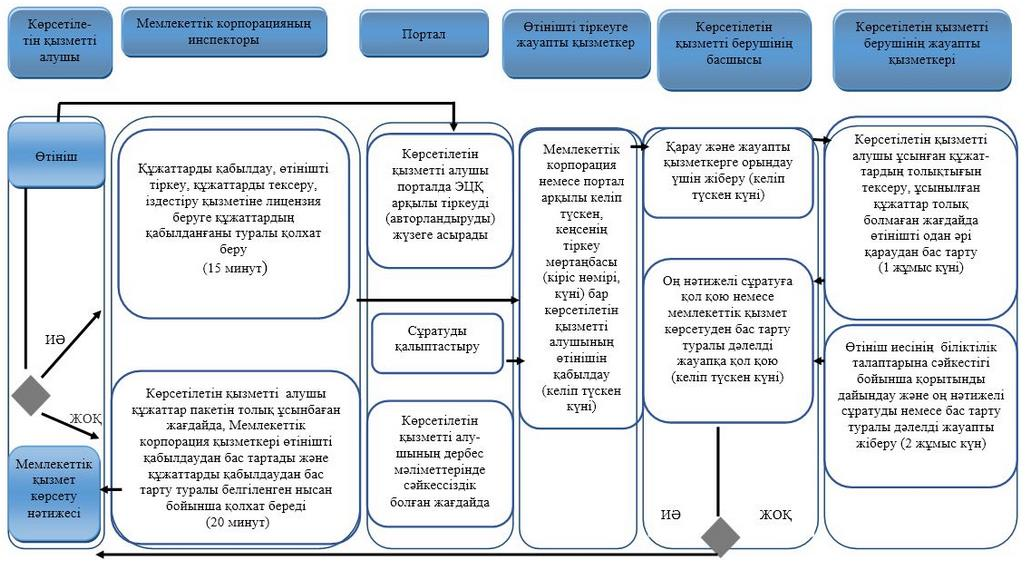 Көрсетіле-
тін қызметті
алушы
Мемлекеттік корпорацияның
инспекторы
Портал
Өтінішті тіркеуге
жауапты қызметкер
Көрсетілетін
қызметті берушінің
басшысы
Көрсетілетін қызметті
берушінің жауапты
қызметкері
Өтініш
ИӘ
ЖОҚ
Мемлекеттік
қызмет
көрсету
нәтижесі
Құжаттарды қабылдау, өтінішті
тіркеу, құжаттарды тексеру,
іздестіру қызметіне лицензия
беруге құжаттардың
қабылданғаны туралы қолхат
беру
(15 минут)
Көрсетілетін қызметті алушы
құжаттар пакетін толық ұсынбаған
жағдайда, Мемлекеттік
корпорация қызметкері өтінішті
қабылдаудан бас тартады және
құжаттарды қабылдаудан бас
тарту туралы белгіленген нысан
бойынша қолхат береді
(20 минут)
Көрсетілетін
қызметті алушы
порталда ЭЦҚ
арқылы тіркеуді
(авторландыруды)
жүзеге асырады
Сұратуды
қалыптастыру
Көрсетілетін
қызметті алу-
шының дербес
мәліметтерінде
сәйкессіздік
болған жағдайда
Мемлекеттік
корпорация
немесе портал
арқылы келіп
түскен,
кеңсенің
тіркеу
мөртаңбасы
(кіріс нөмірі,
күні) бар
көрсетілетін
қызметті
алушының
өтінішін
қабылдау
(келіп түскен
күні)
Қарау және жауапты
қызметкерге орындау
үшін жіберу (келіп
түскен күні)
Оң нәтижелі сұратуға
қол қою немесе
мемлекеттік қызмет
көрсетуден бас тарту
туралы дәлелді
жауапқа қол қою
(келіп түскен күні)
ИӘ
ЖОҚ
Көрсетілетін қызметті
алушы ұсынған құжат-
тардың толықтығын
тексеру, ұсынылған
құжаттар толық
болмаған жағдайда
өтінішті одан әрі
қараудан бас тарту
(1 жұмыс күні)
Өтініш иесінің біліктілік
талаптарына сәйкестігі
бойынша қорытынды
дайындау және оң нәтижелі
сұратуды немесе бас тарту
туралы дәлелді жауапты
жіберу (2 жұмыс күн)